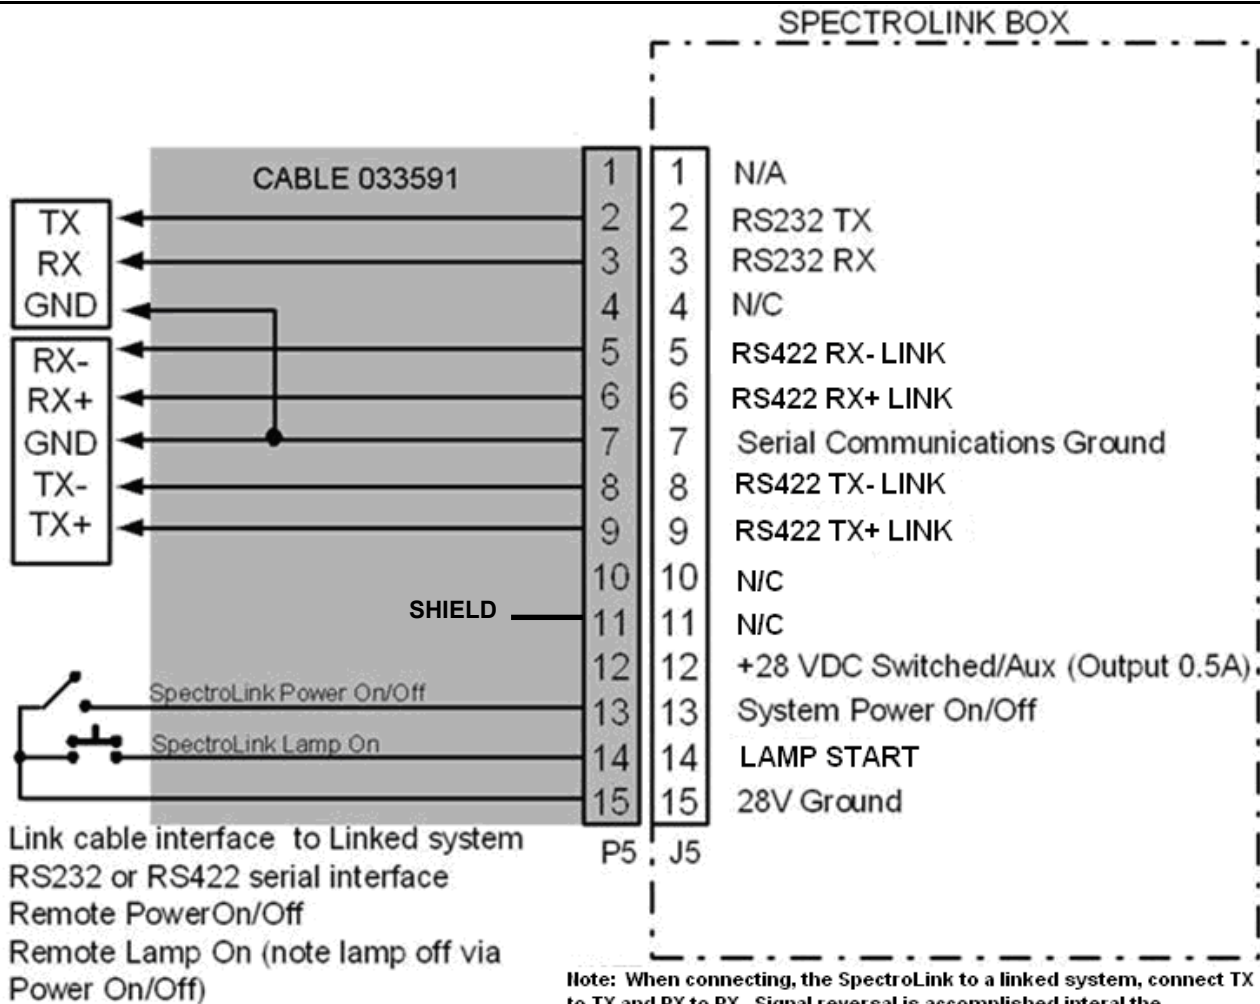 SPECTROLINK BOX
CABLE 033591
TX
RX
GND
RX-
RX+
GND
TX-
TX+
1 1 N/A
2 2 RS232 TX
3 3 RS232 RX
4 4 N/C
5 5 RS422 RX- LINK
6 6 RS422 RX+ LINK
7 7 Serial Communications Ground
8 8 RS422 TX- LINK
9 9 RS422 TX+ LINK
10 10 N/C
SHIELD 11 11 N/C
12 12 +28 VDC Switched/Aux (Output 0.5A)
SpectroLink Power On/Off 13 13 System Power On/Off
SpectroLink Lamp On 14 14 LAMP START
15 15 28V Ground
P5 J5
Link cable interface to Linked system
RS232 or RS422 serial interface
Remote PowerOn/Off
Remote Lamp On (note lamp off via
Power On/Off)
Note: When connecting, the SpectroLink to a linked system, connect TX
to TX and RX to RX. Signal reversal is accomplished interal the